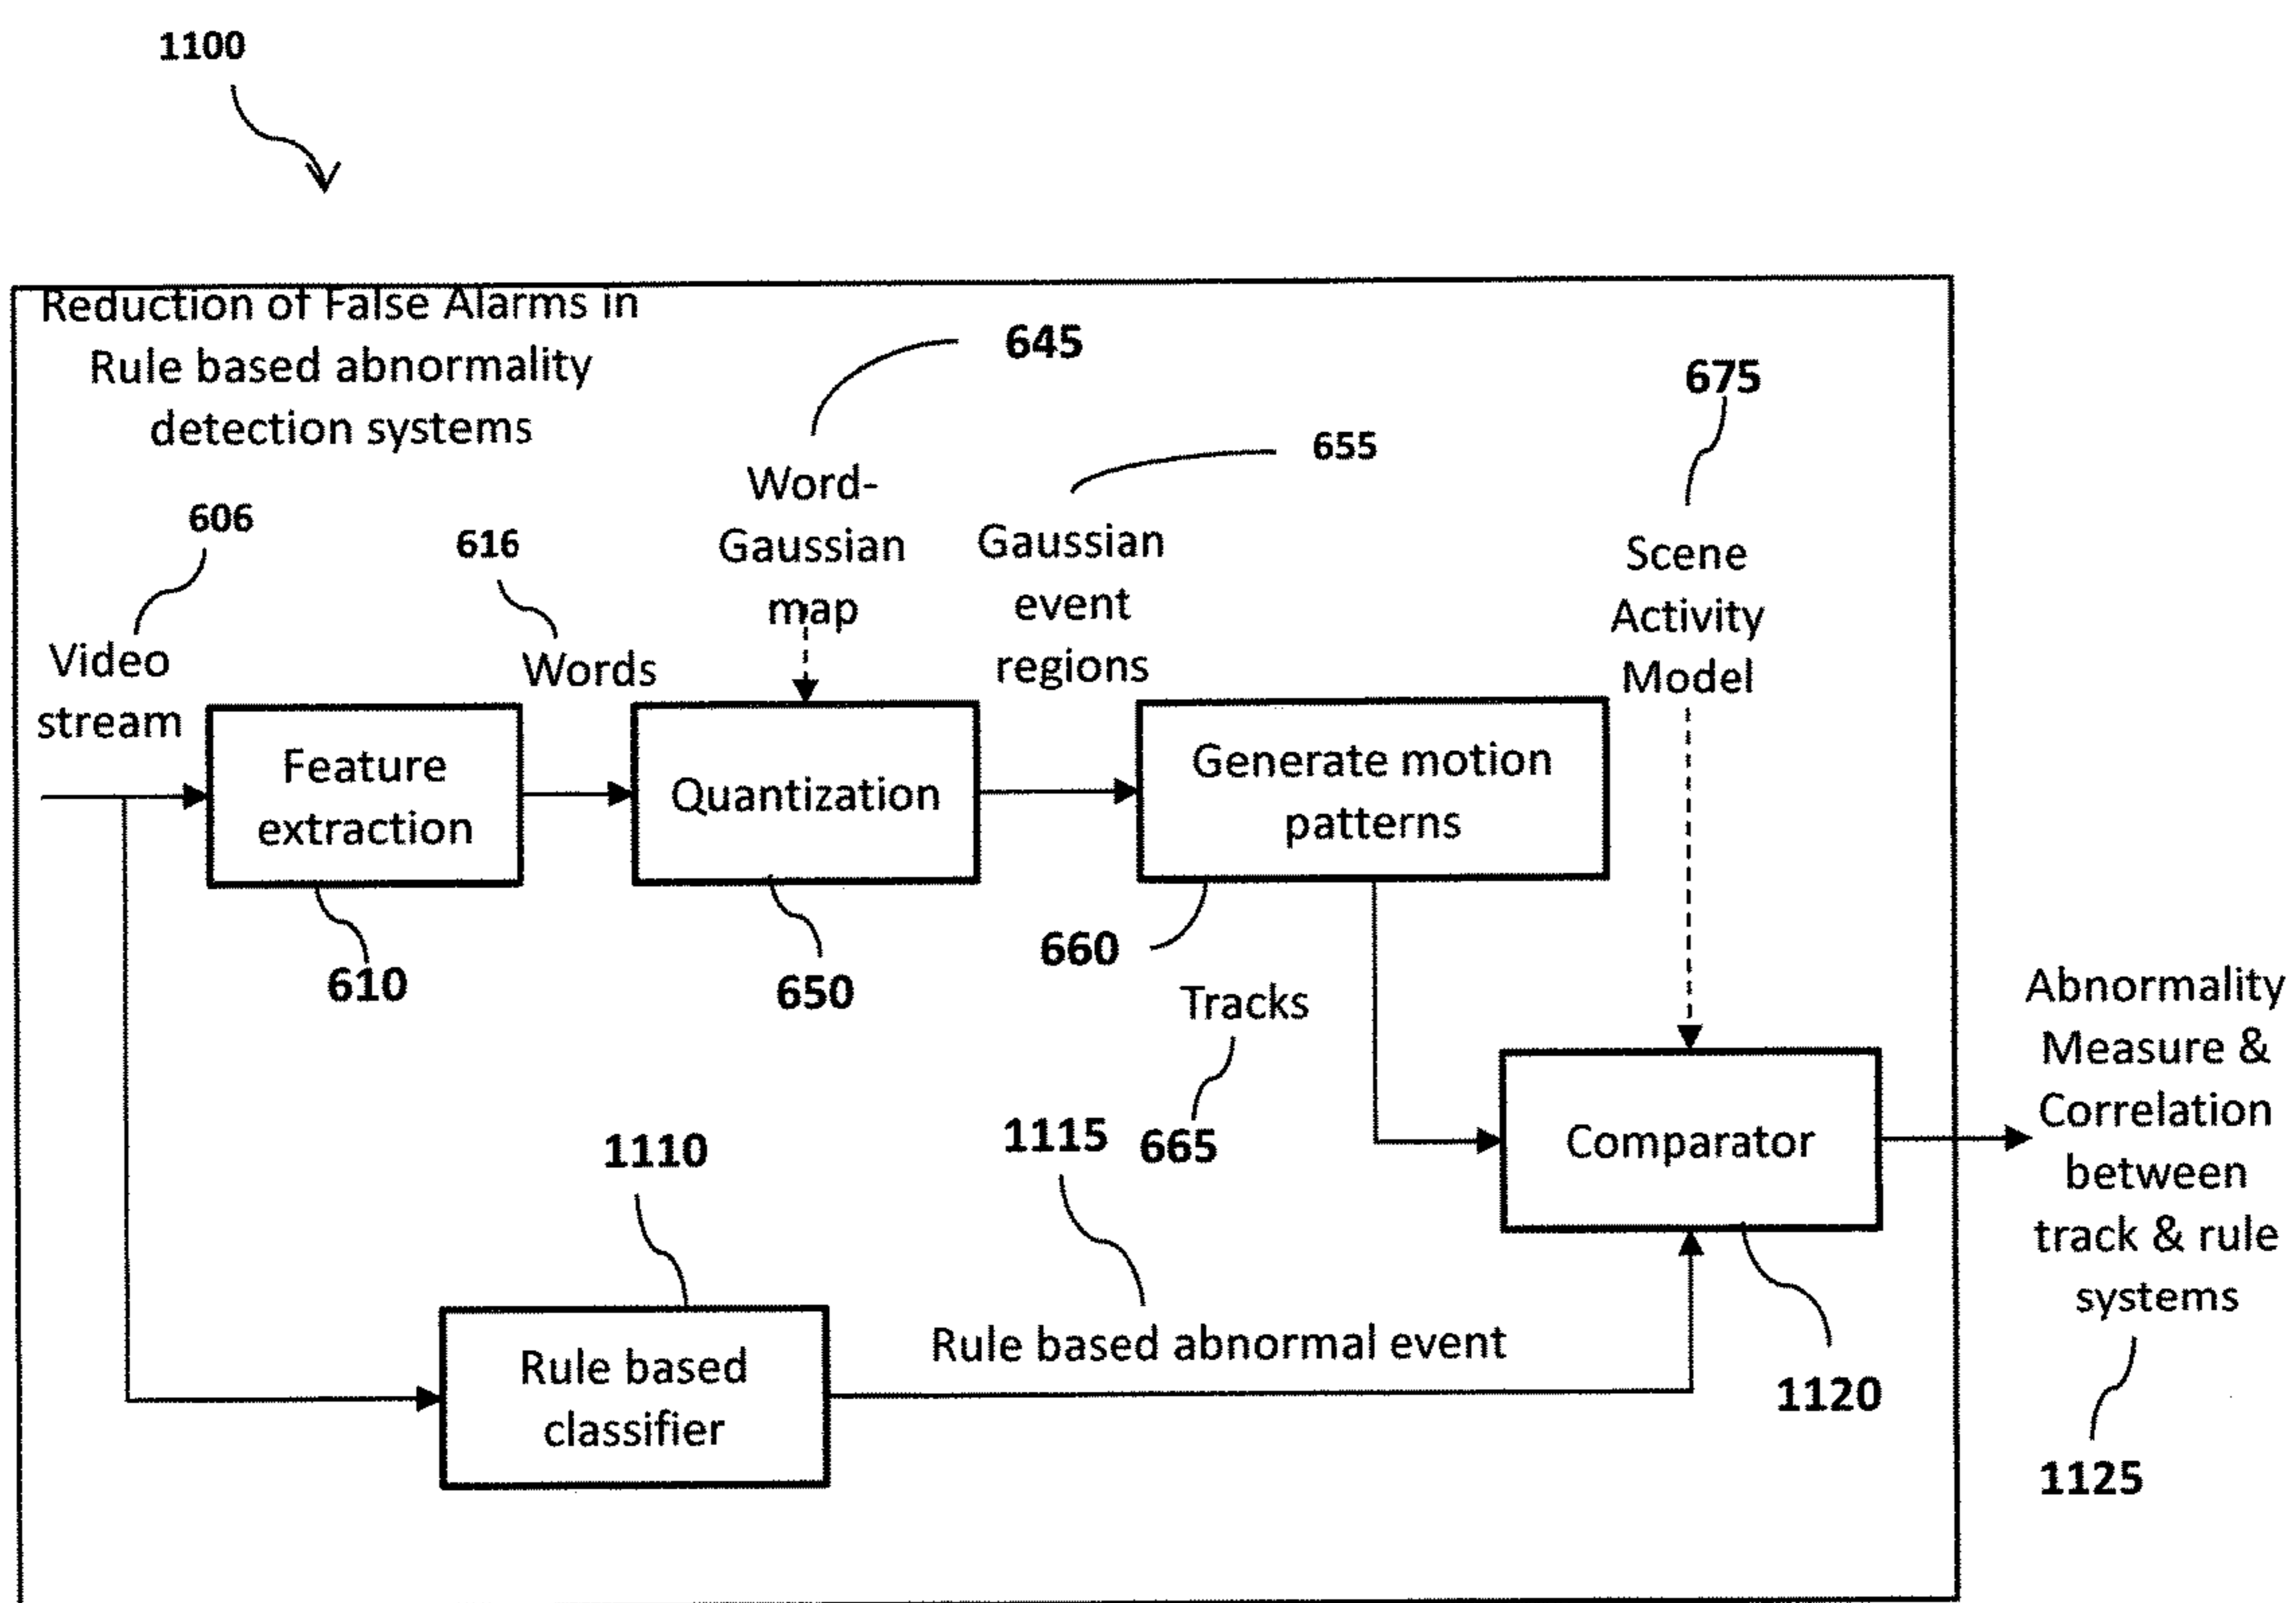 1100
Reduction of False Alarms in
Rule based abnormality
detection systems
645
675
655
Word-
Gaussian
map
606
616
Gaussian
event
regions
Scene
Activity
Model
Video
stream
Words
Feature
extraction
Quantization
Generate motion
patterns
610
650
660
Tracks
665
Abnormality
Measure &
Correlation
between
track & rule
systems
1110
1115
Comparator
Rule based
classifier
Rule based abnormal event
1120
1125